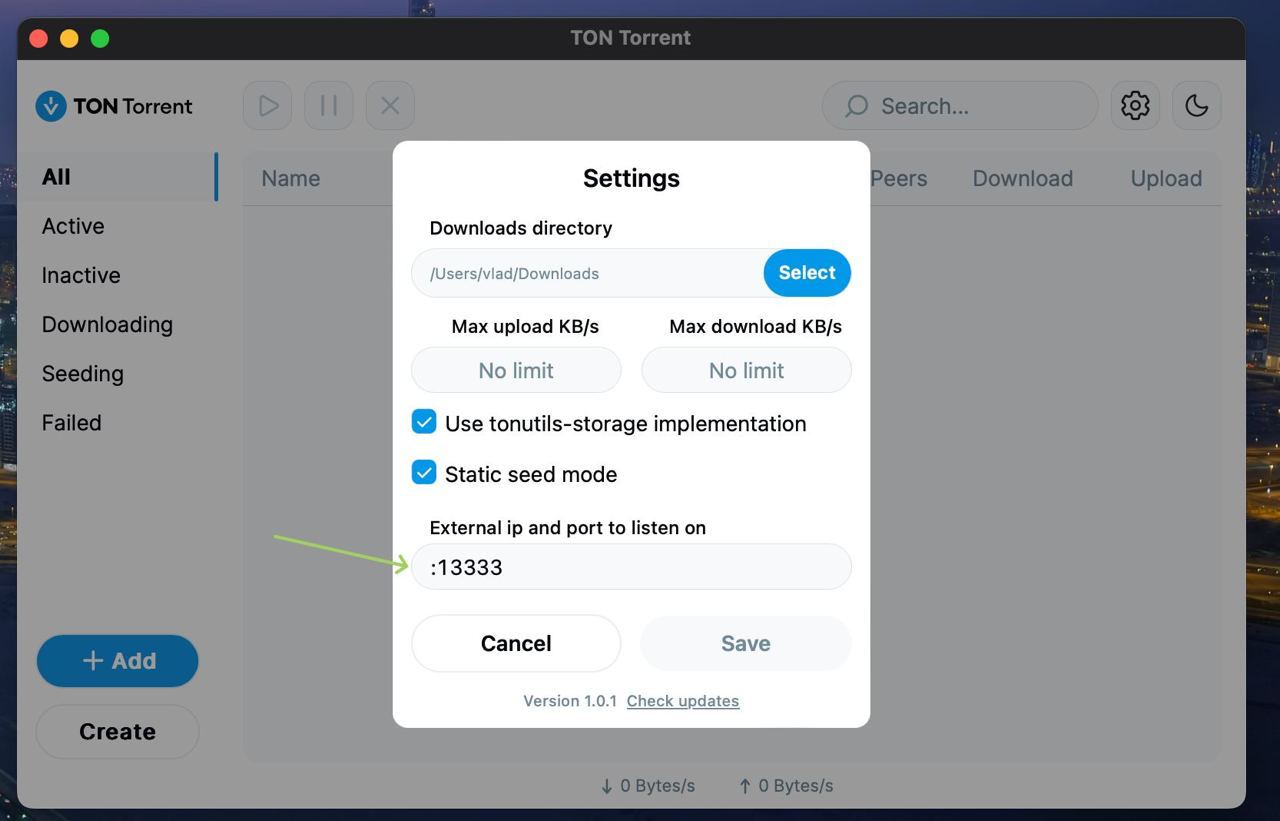 TON Torrent
TON Torrent
Search...
All
Active
Inactive
Downloading
Seeding
Failed
+ Add
Create
Name
Peers
Download
Upload
Settings
Downloads directory
/Users/vlad/Downloads
Select
Max upload KB/s
Max download KB/s
No limit
No limit
Use tonutils-storage implementation
Static seed mode
External ip and port to listen on
:13333
Cancel
Save
Version 1.0.1 Check updates
↓ 0 Bytes/s ↑ 0 Bytes/s